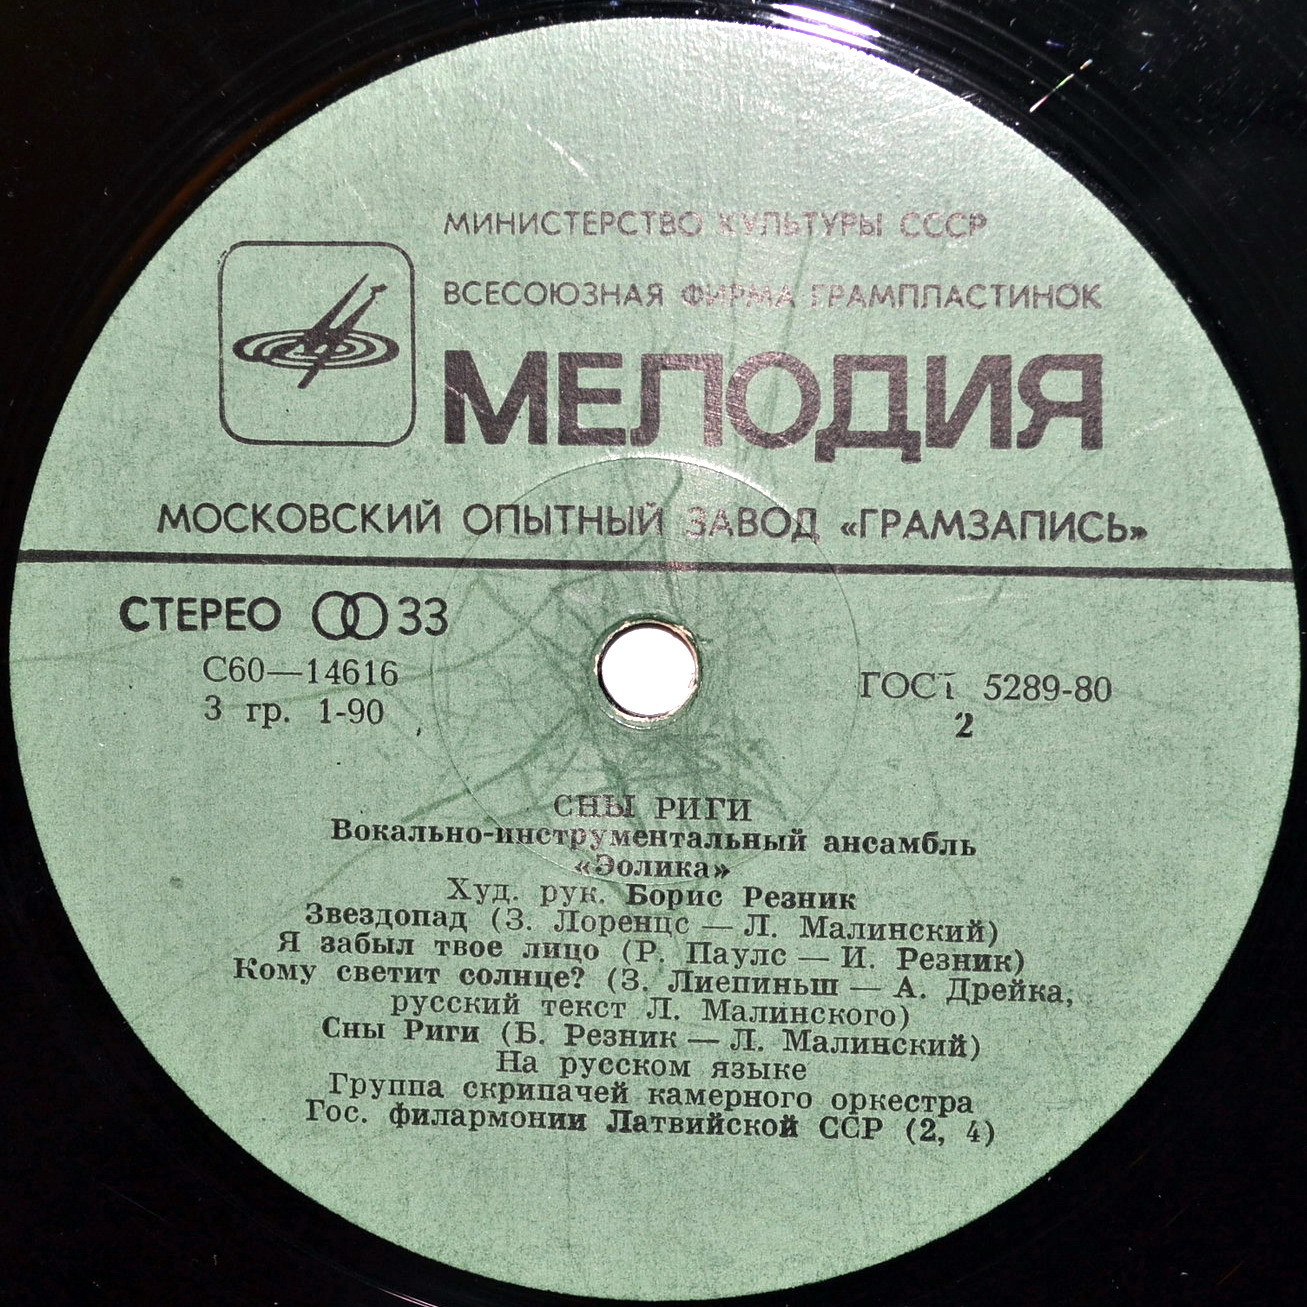 МИНИСТЕРСТВО КУЛЬТУРЫ СССР
ВСЕСОЮЗНАЯ ФИРМА ГРАМПЛАСТИНОК
МЕЛОДИЯ
МОСКОВСКИЙ ОПЫТНЫЙ ЗАВОД «ГРАМЗАПИСЬ»
СТЕРЕО 33
С60—14616
3 гр. 1-90
ГОСТ 5289-80
2
СНЫ РИГИ
Вокально-инструментальный ансамбль
«Эолика»
Худ. рук. Борис Резник
Звездопад (З. Лоренцс — Л. Малинский)
Я забыл твое лицо (Р. Паулс — И. Резник)
Кому светит солнце? (З. Лиепиньш — А. Дрейка,
русский текст Л. Малинского)
Сны Риги (Б. Резник — Л. Малинский)
На русском языке
Группа скрипачей камерного оркестра
Гос. филармонии Латвийской ССР (2, 4)